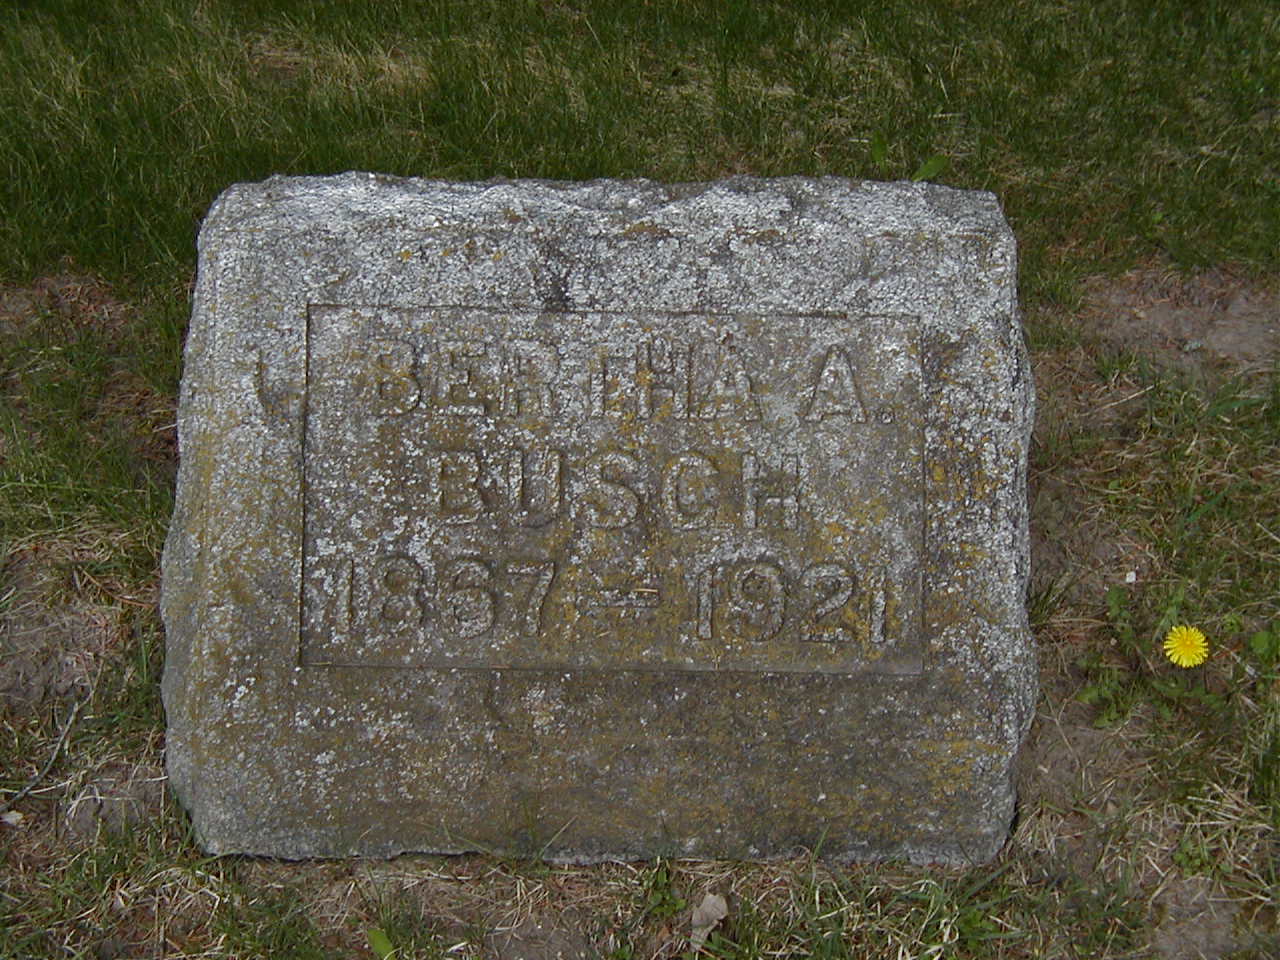 BERTHA A.
BUSCH
1867 – 1921